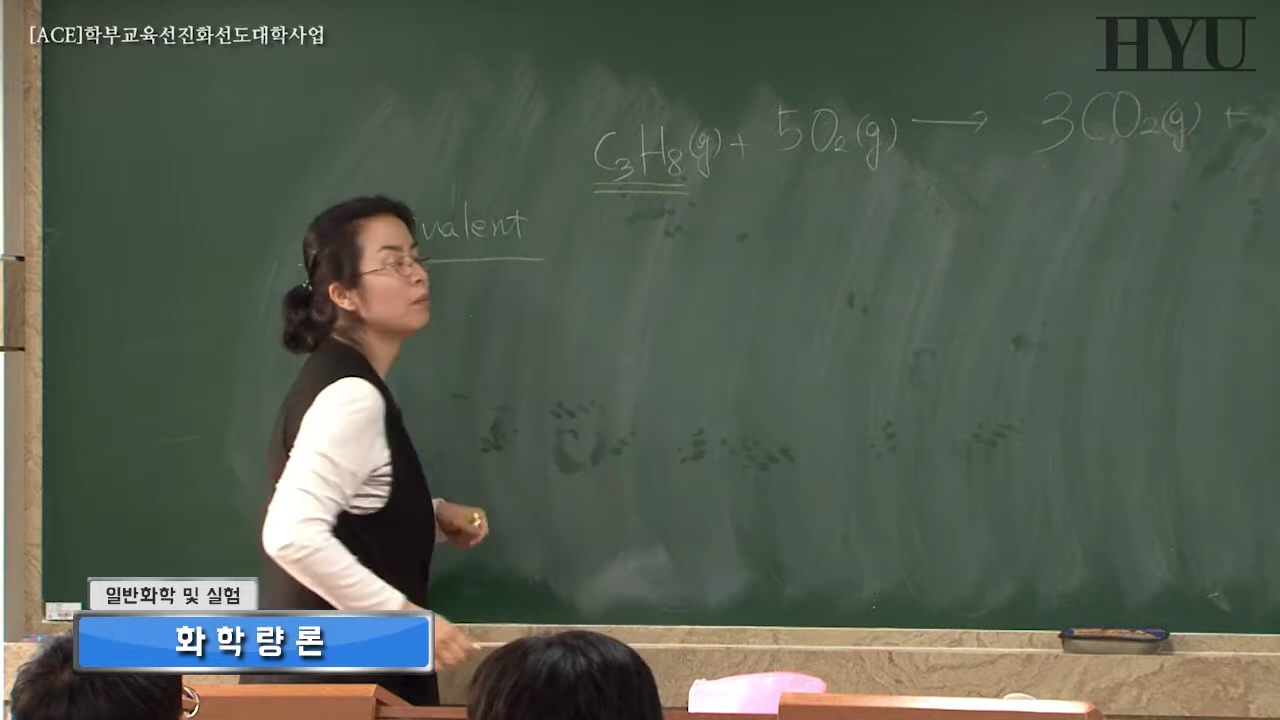 [ACE]학부교육선진화선도대학사업
HYU
C₃H₈(g) + 5O₂(g) → 3CO₂(g) +
valent
일반화학 및 실험
화학량론